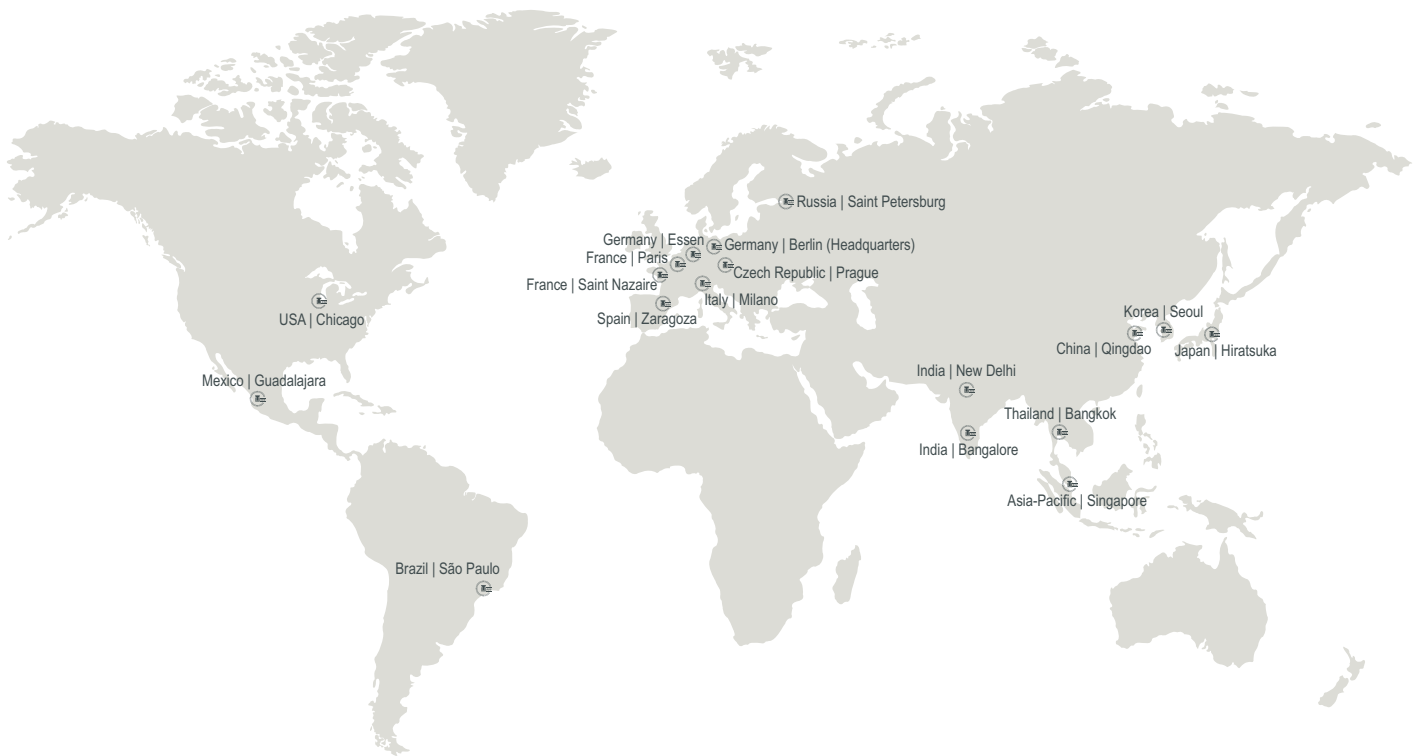 Russia | Saint Petersburg
Germany | Essen
Germany | Berlin (Headquarters)
France | Paris
Czech Republic | Prague
France | Saint Nazaire
Italy | Milano
Spain | Zaragoza
USA | Chicago
Korea | Seoul
China | Qingdao
Japan | Hiratsuka
Mexico | Guadalajara
India | New Delhi
Thailand | Bangkok
India | Bangalore
Asia-Pacific | Singapore
Brazil | São Paulo